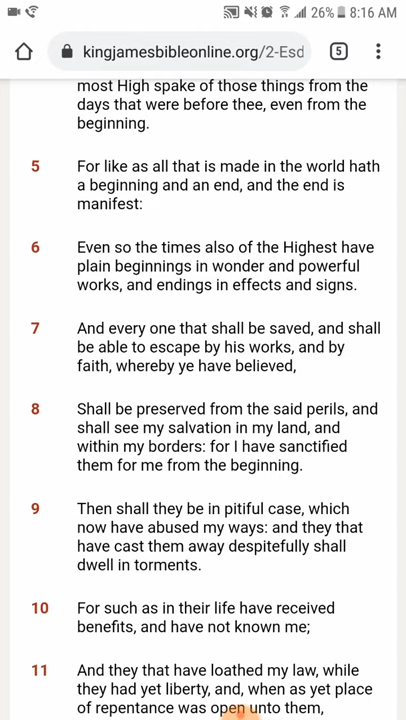 26% 8:16 AM
kingjamesbibleonline.org/2-Esd 5
most High spake of those things from the
days that were before thee, even from the
beginning.
5 For like as all that is made in the world hath
a beginning and an end, and the end is
manifest:
6 Even so the times also of the Highest have
plain beginnings in wonder and powerful
works, and endings in effects and signs.
7 And every one that shall be saved, and shall
be able to escape by his works, and by
faith, whereby ye have believed,
8 Shall be preserved from the said perils, and
shall see my salvation in my land, and
within my borders: for I have sanctified
them for me from the beginning.
9 Then shall they be in pitiful case, which
now have abused my ways: and they that
have cast them away despitefully shall
dwell in torments.
10 For such as in their life have received
benefits, and have not known me;
11 And they that have loathed my law, while
they had yet liberty, and, when as yet place
of repentance was open unto them,